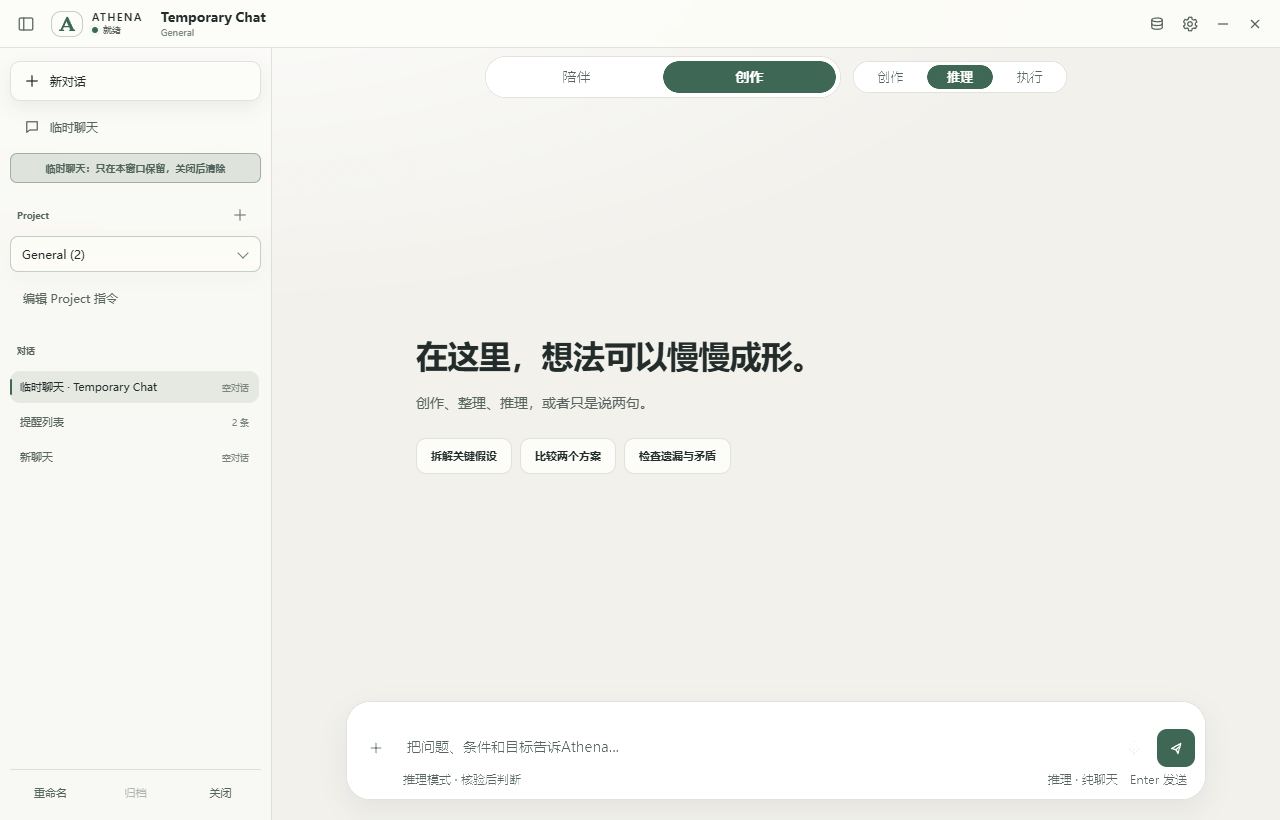 A
ATHENA
就绪
Temporary Chat
General
新对话
临时聊天
临时聊天：只在本窗口保留，关闭后清除
Project
General (2)
编辑 Project 指令
对话
临时聊天 · Temporary Chat 空对话
提醒列表 2 条
新聊天 空对话
重命名 归档 关闭
陪伴 创作
创作 推理 执行
在这里，想法可以慢慢成形。
创作、整理、推理，或者只是说两句。
拆解关键假设 比较两个方案 检查遗漏与矛盾
把问题、条件和目标告诉Athena...
推理模式 · 核验后判断 推理 · 纯聊天 Enter 发送